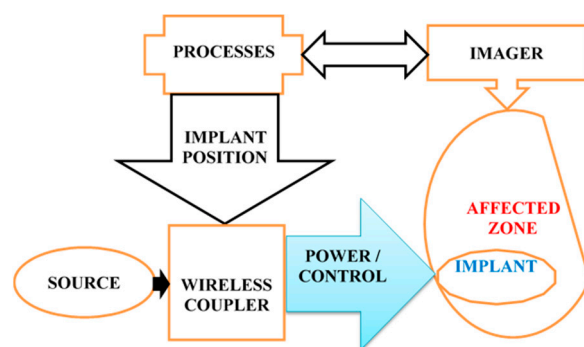 PROCESSES
IMAGER
IMPLANT
POSITION
AFFECTED
ZONE
SOURCE
WIRELESS
COUPLER
POWER /
CONTROL
IMPLANT